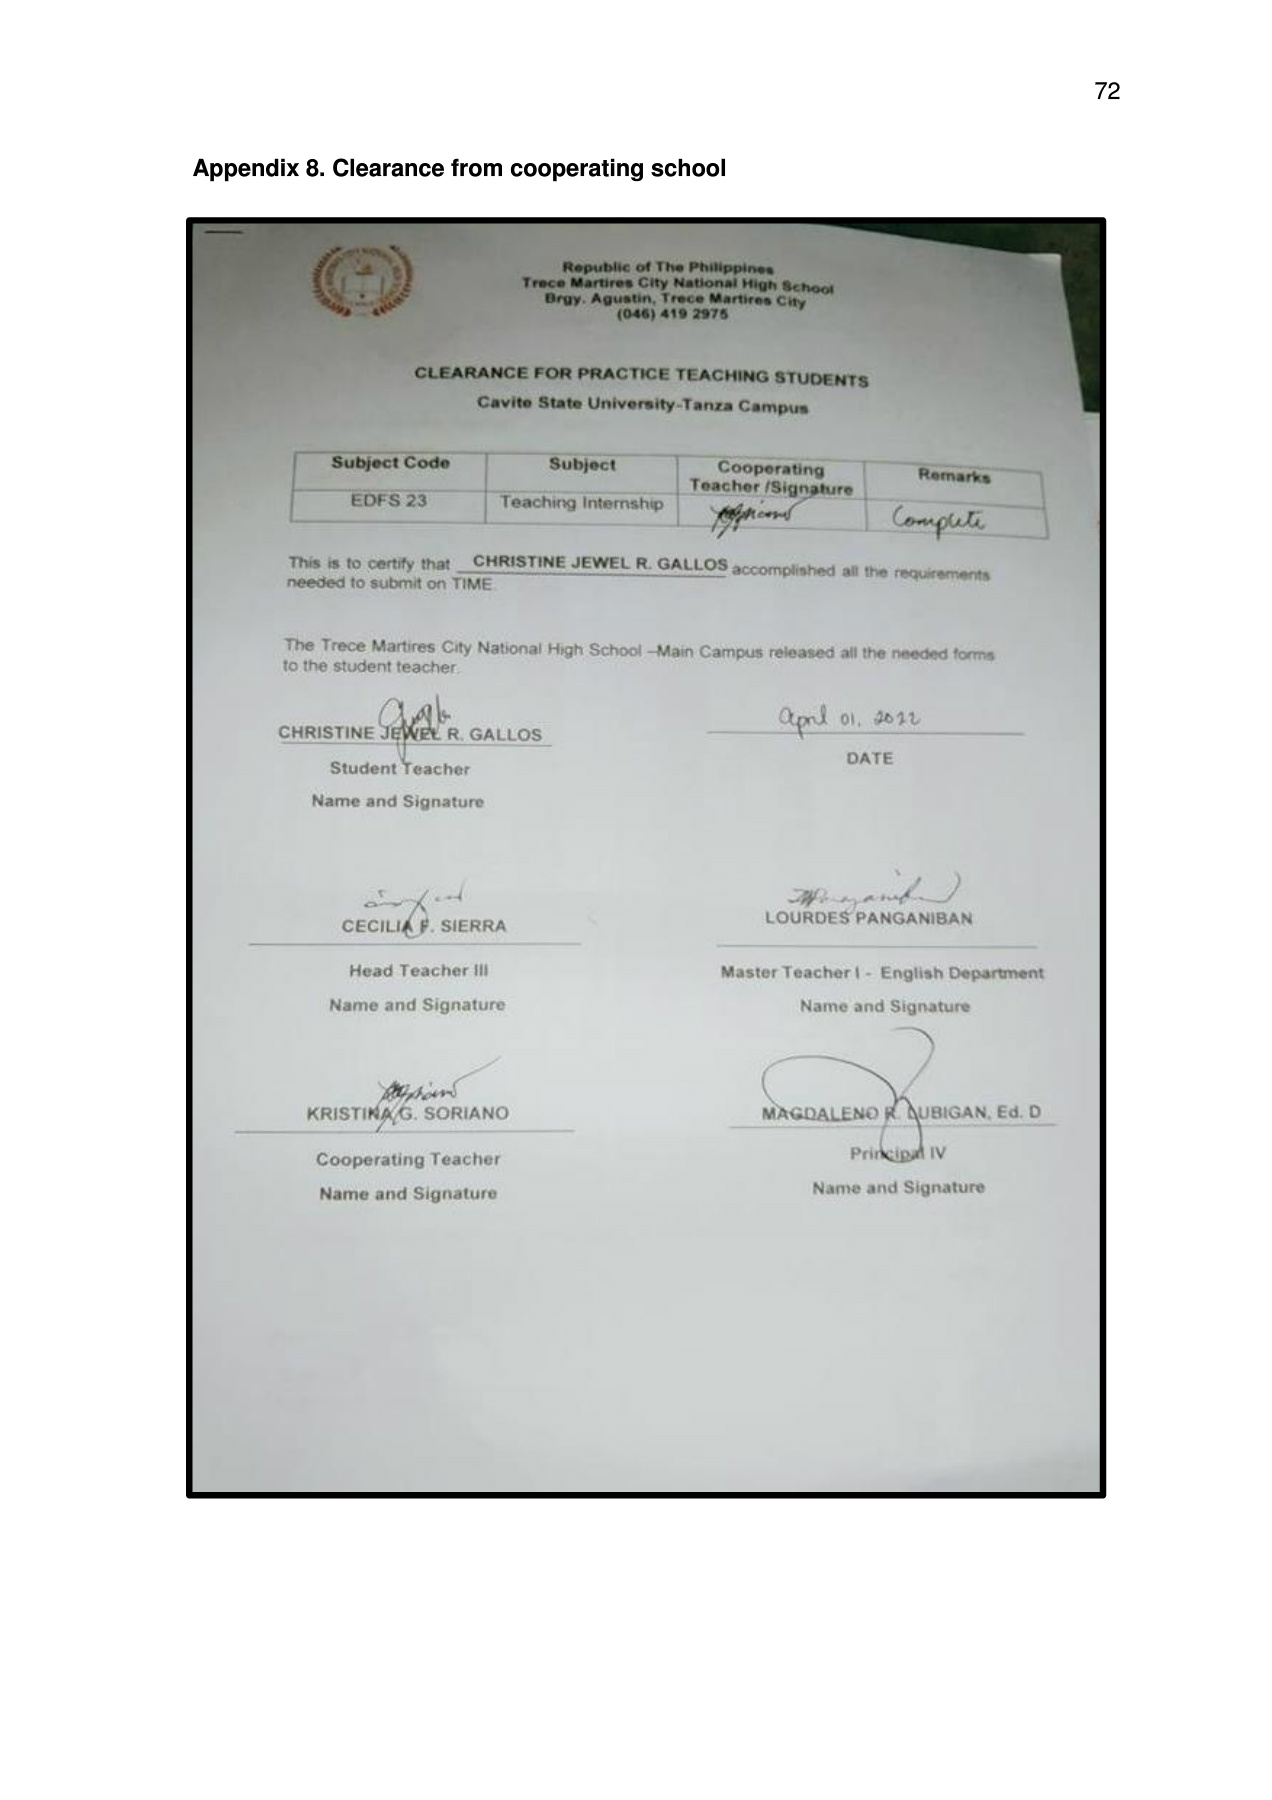 72
Appendix 8. Clearance from cooperating school
Republic of The Philippines
Trece Martires City National High School
Brgy. Agustin, Trece Martires City
(046) 419 2975
CLEARANCE FOR PRACTICE TEACHING STUDENTS
Cavite State University-Tanza Campus
Subject Code Subject Cooperating Teacher /Signature Remarks
EDFS 23 Teaching Internship Complete
This is to certify that CHRISTINE JEWEL R. GALLOS accomplished all the requirements
needed to submit on TIME.
The Trece Martires City National High School –Main Campus released all the needed forms
to the student teacher.
CHRISTINE JEWEL R. GALLOS April 01, 2022
Student Teacher DATE
Name and Signature
CECILIA F. SIERRA LOURDES PANGANIBAN
Head Teacher III Master Teacher I - English Department
Name and Signature Name and Signature
KRISTINA G. SORIANO MAGDALENO R. LUBIGAN, Ed. D
Cooperating Teacher Principal IV
Name and Signature Name and Signature